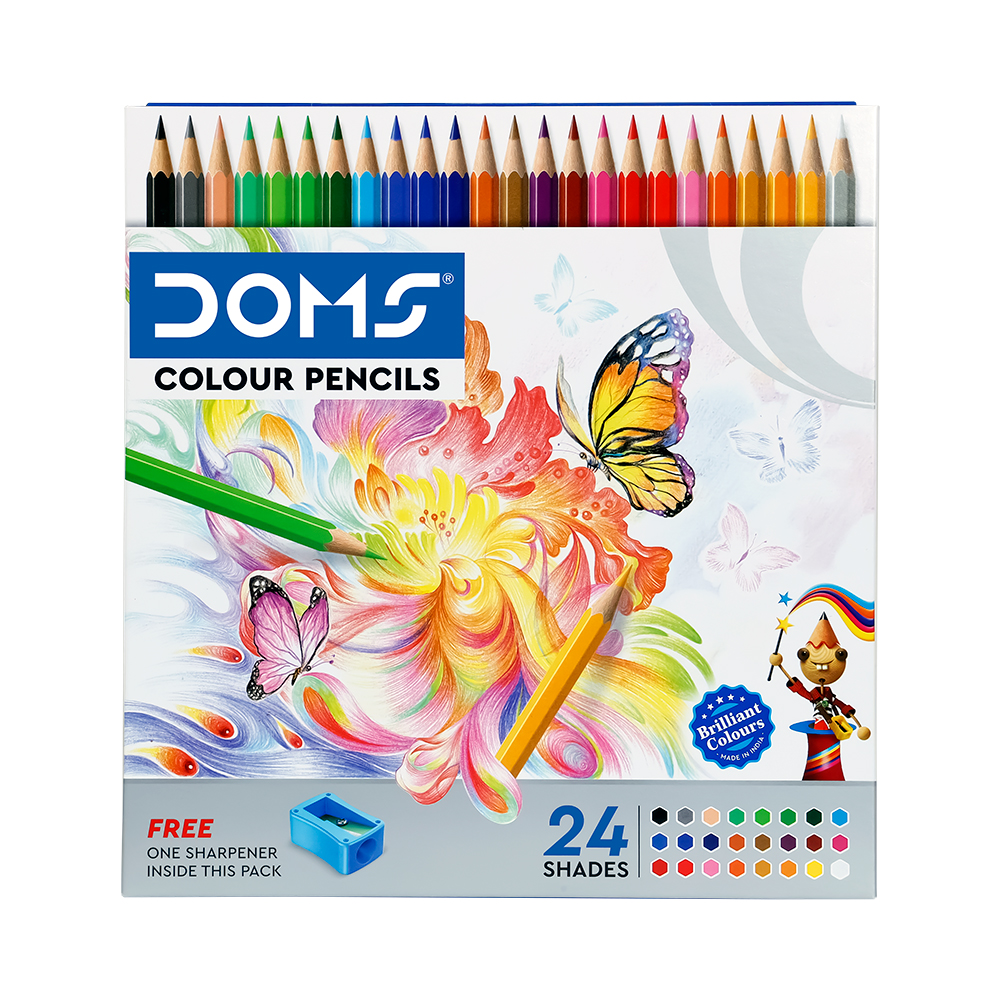 DOMS®
COLOUR PENCILS
Brilliant
Colours
• MADE IN INDIA •
FREE
ONE SHARPENER
INSIDE THIS PACK
24
SHADES